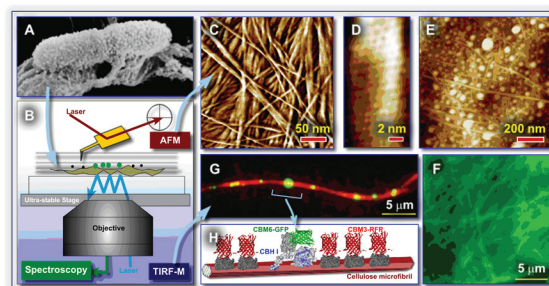 A
C
D
E
50 nm
2 nm
200 nm
B
Laser
AFM
Ultra-stable Stage
Objective
Spectroscopy
Laser
TIRF-M
G
5 µm
F
5 µm
H
CBM6-GFP
CBM3-RFP
CBH I
Cellulose microfibril